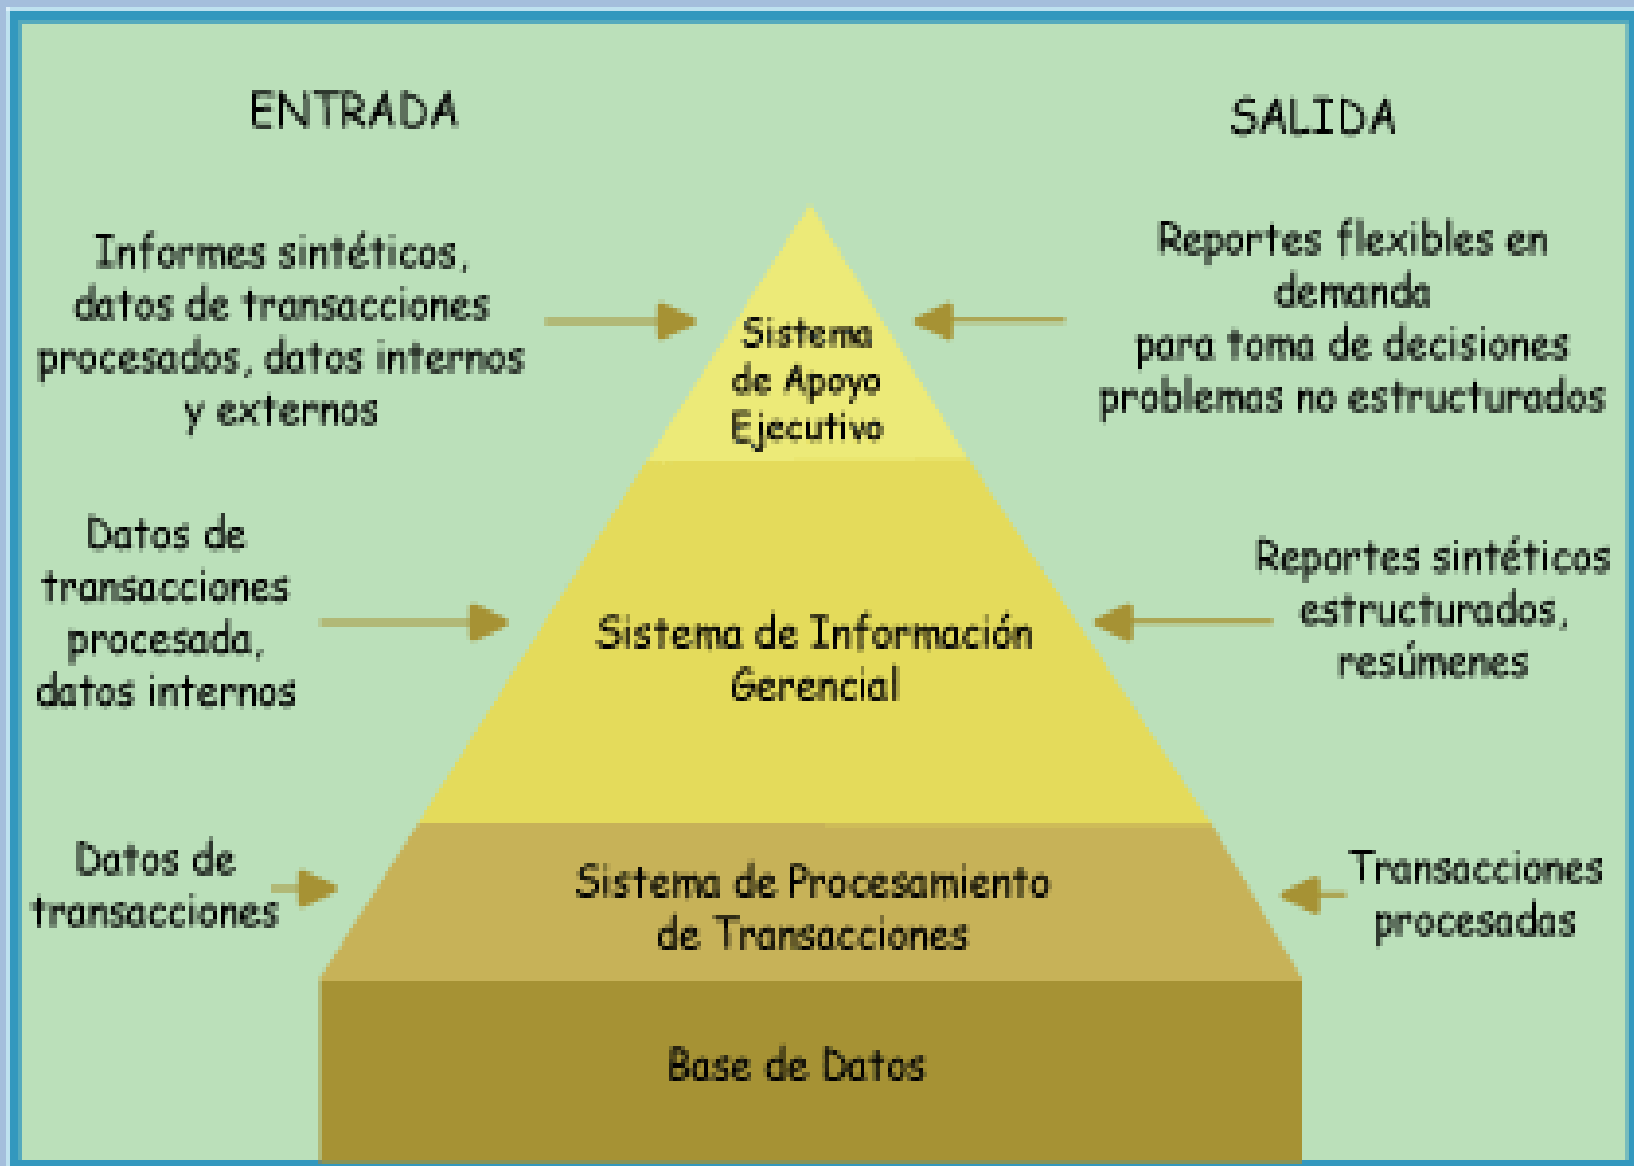 ENTRADA
SALIDA
Informes sintéticos,
datos de transacciones
procesados, datos internos
y externos
Sistema
de Apoyo
Ejecutivo
Reportes flexibles en
demanda
para toma de decisiones
problemas no estructurados
Datos de
transacciones
procesada,
datos internos
Sistema de Información
Gerencial
Reportes sintéticos
estructurados,
resúmenes
Datos de
transacciones
Sistema de Procesamiento
de Transacciones
Transacciones
procesadas
Base de Datos